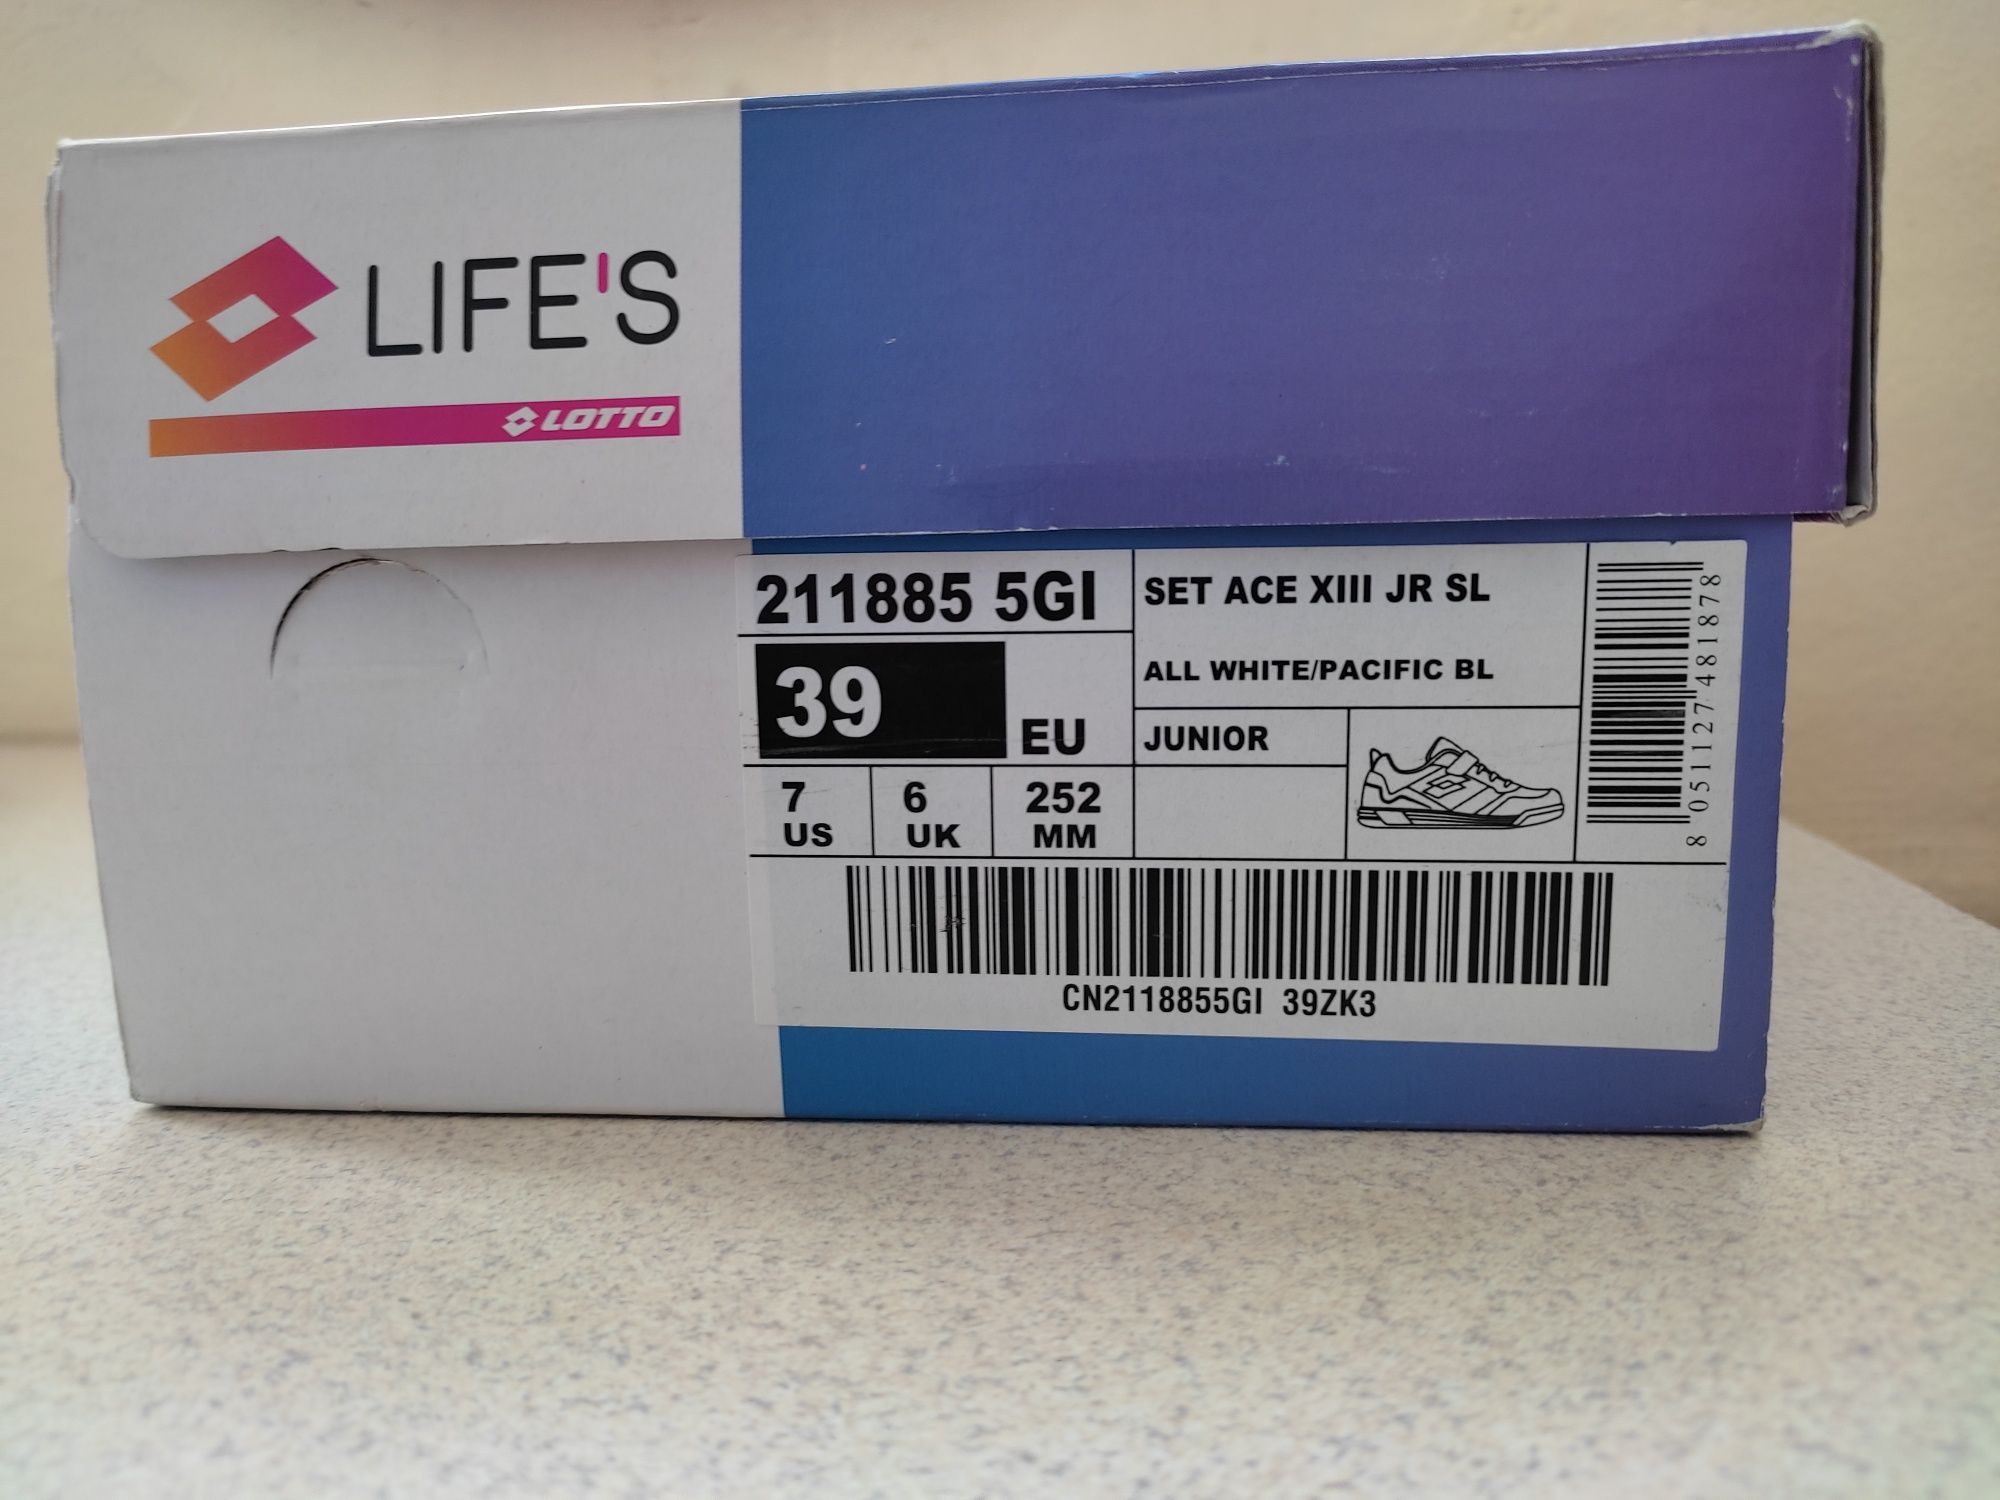 LIFE'S
LOTTO
211885 5GI
39 EU
7 US
6 UK
252 MM
SET ACE XIII JR SL
ALL WHITE/PACIFIC BL
JUNIOR
8 051127 481878
CN2118855GI 39ZK3